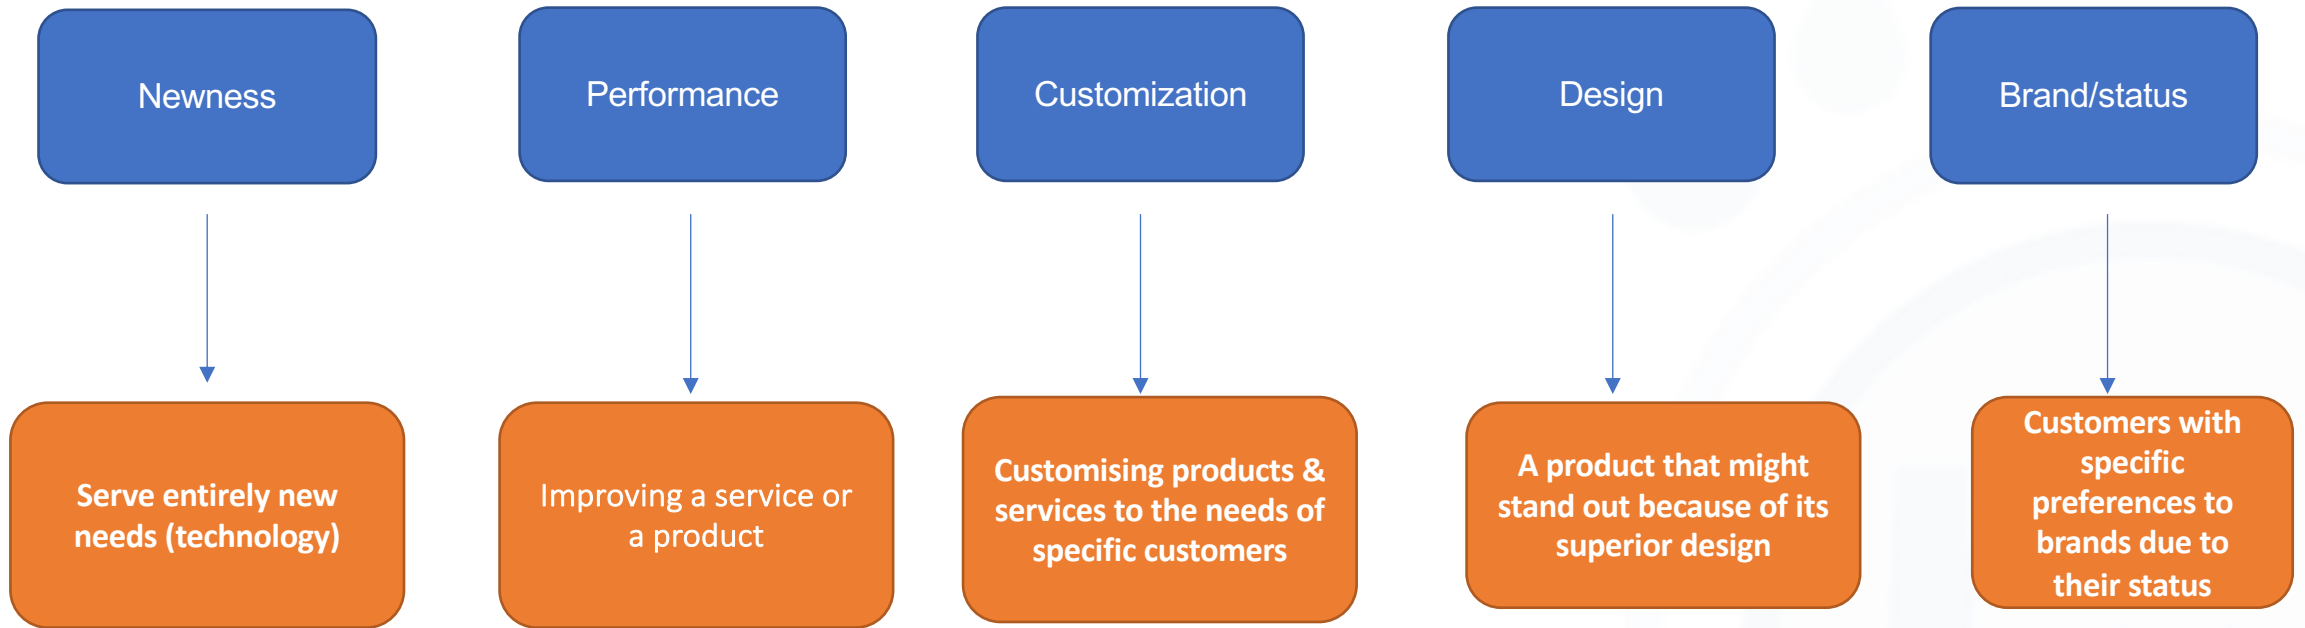 Newness
Performance
Customization
Design
Brand/status
Serve entirely new
needs (technology)
Improving a service or
a product
Customising products &
services to the needs of
specific customers
A product that might
stand out because of its
superior design
Customers with
specific
preferences to
brands due to
their status